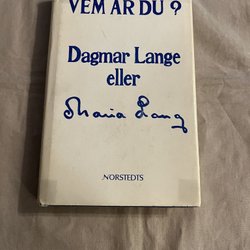 VEM ÄR DU?
Dagmar Lange
eller
Maria Lang
NORSTEDTS